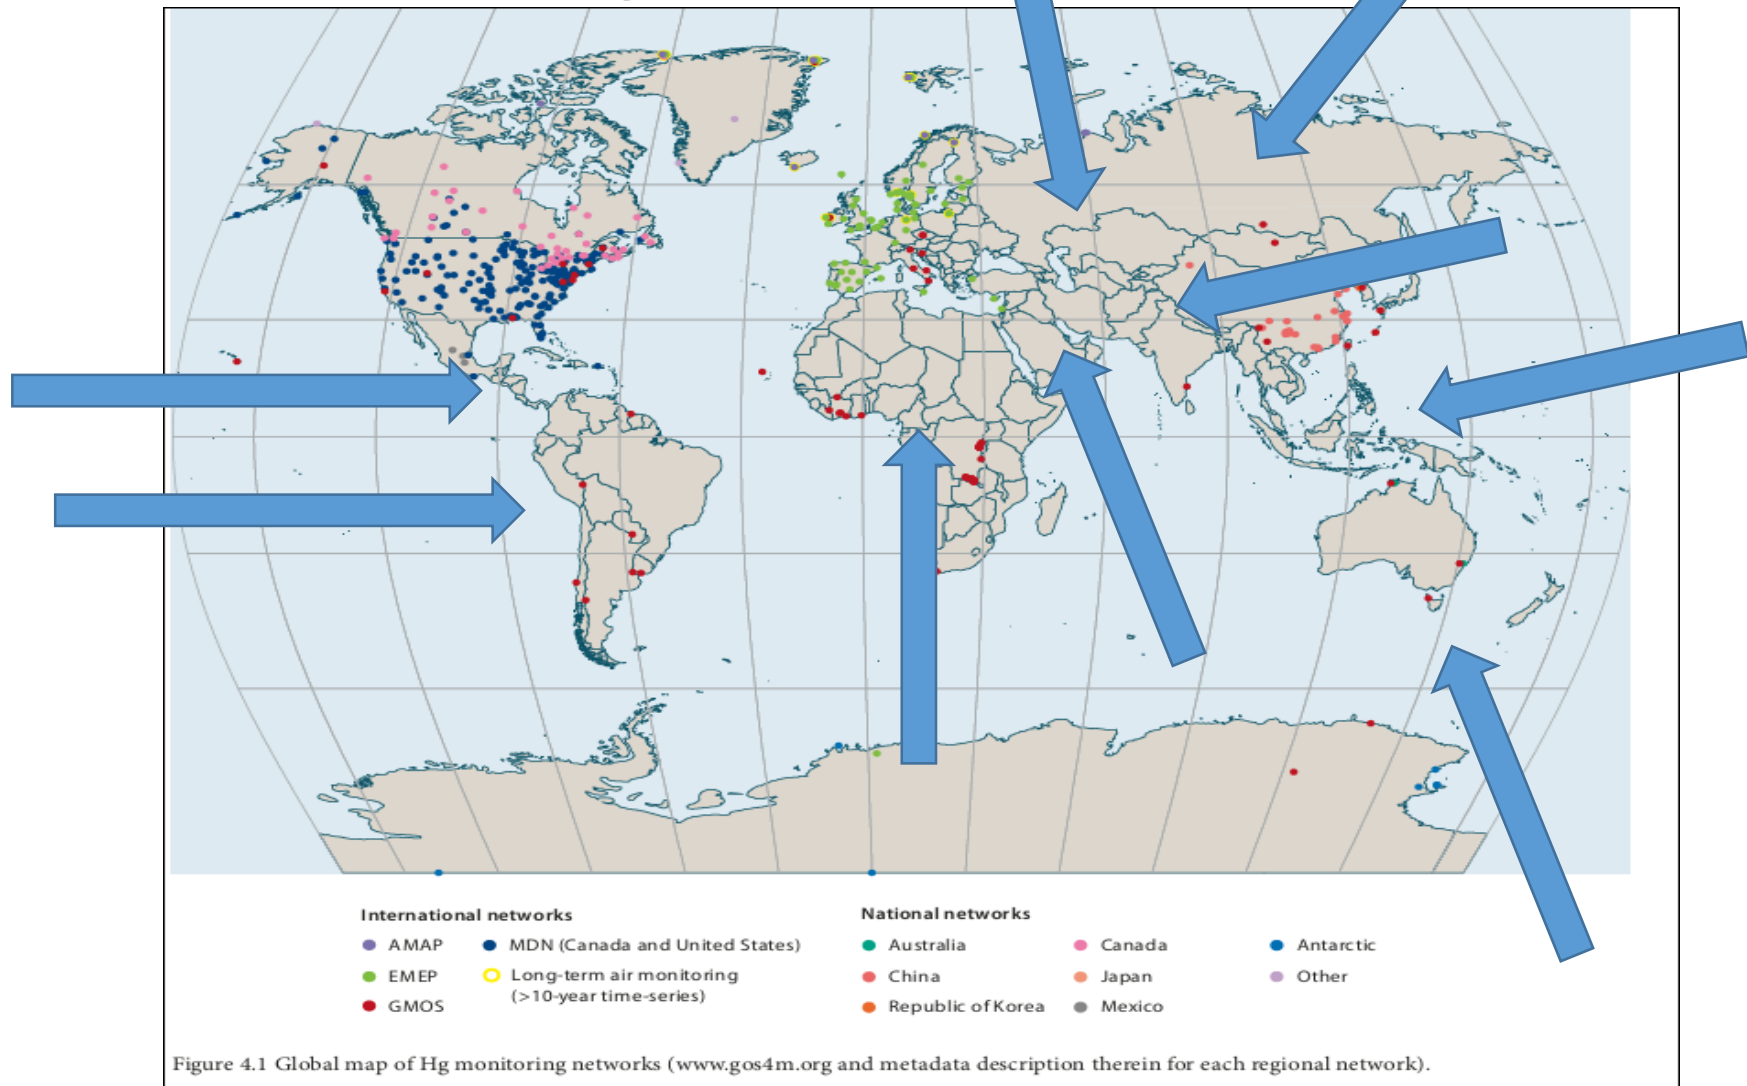 International networks
AMAP
EMEP
GMOS
MDN (Canada and United States)
Long-term air monitoring
(>10-year time-series)
National networks
Australia
China
Republic of Korea
Canada
Japan
Mexico
Antarctic
Other
Figure 4.1 Global map of Hg monitoring networks (www.gos4m.org and metadata description therein for each regional network).